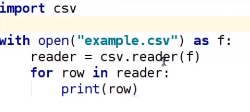 import csv
with open("example.csv") as f:
    reader = csv.reader(f)
    for row in reader:
        print(row)